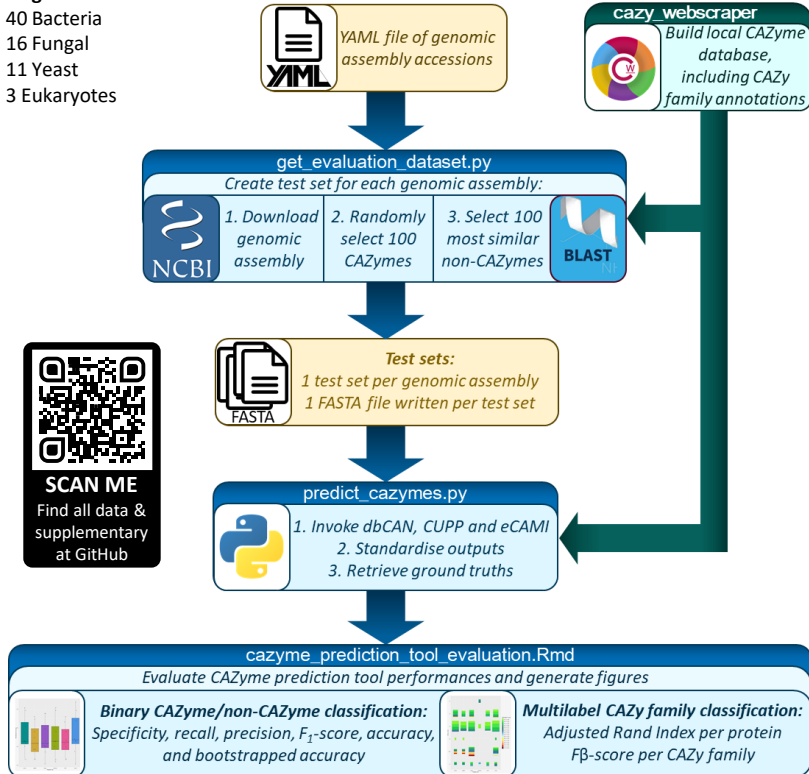 40 Bacteria
16 Fungal
11 Yeast
3 Eukaryotes
YAML
YAML file of genomic
assembly accessions
cazy_webscraper
CW
Build local CAZyme
database,
including CAZy
family annotations
get_evaluation_dataset.py
Create test set for each genomic assembly:
NCBI
1. Download
genomic
assembly
2. Randomly
select 100
CAZymes
3. Select 100
most similar
non-CAZymes
BLAST
FASTA
Test sets:
1 test set per genomic assembly
1 FASTA file written per test set
SCAN ME
Find all data &
supplementary
at GitHub
predict_cazymes.py
1. Invoke dbCAN, CUPP and eCAMI
2. Standardise outputs
3. Retrieve ground truths
cazyme_prediction_tool_evaluation.Rmd
Evaluate CAZyme prediction tool performances and generate figures
Binary CAZyme/non-CAZyme classification:
Specificity, recall, precision, F1-score, accuracy,
and bootstrapped accuracy
Multilabel CAZy family classification:
Adjusted Rand Index per protein
Fβ-score per CAZy family